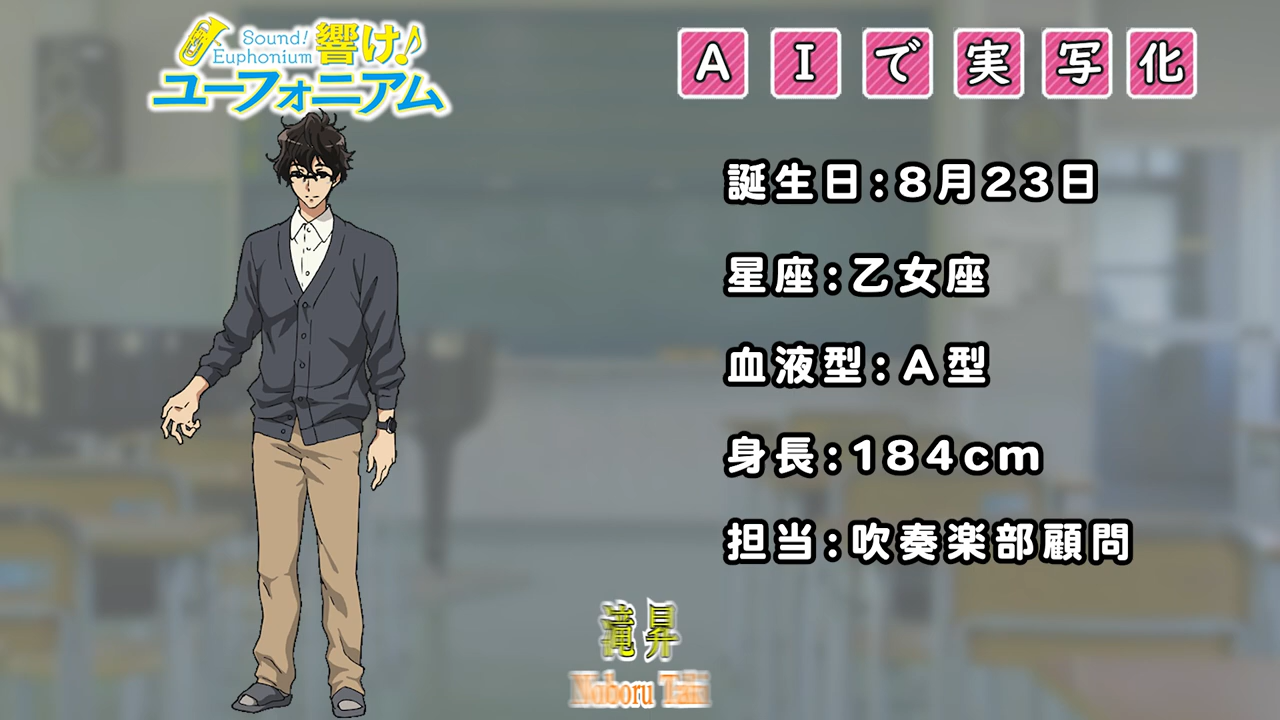 Sound! Euphonium 響け!
ユーフォニアム
AIで実写化
誕生日:8月23日
星座:乙女座
血液型:A型
身長:184cm
担当:吹奏楽部顧問
滝昇
Noboru Taki